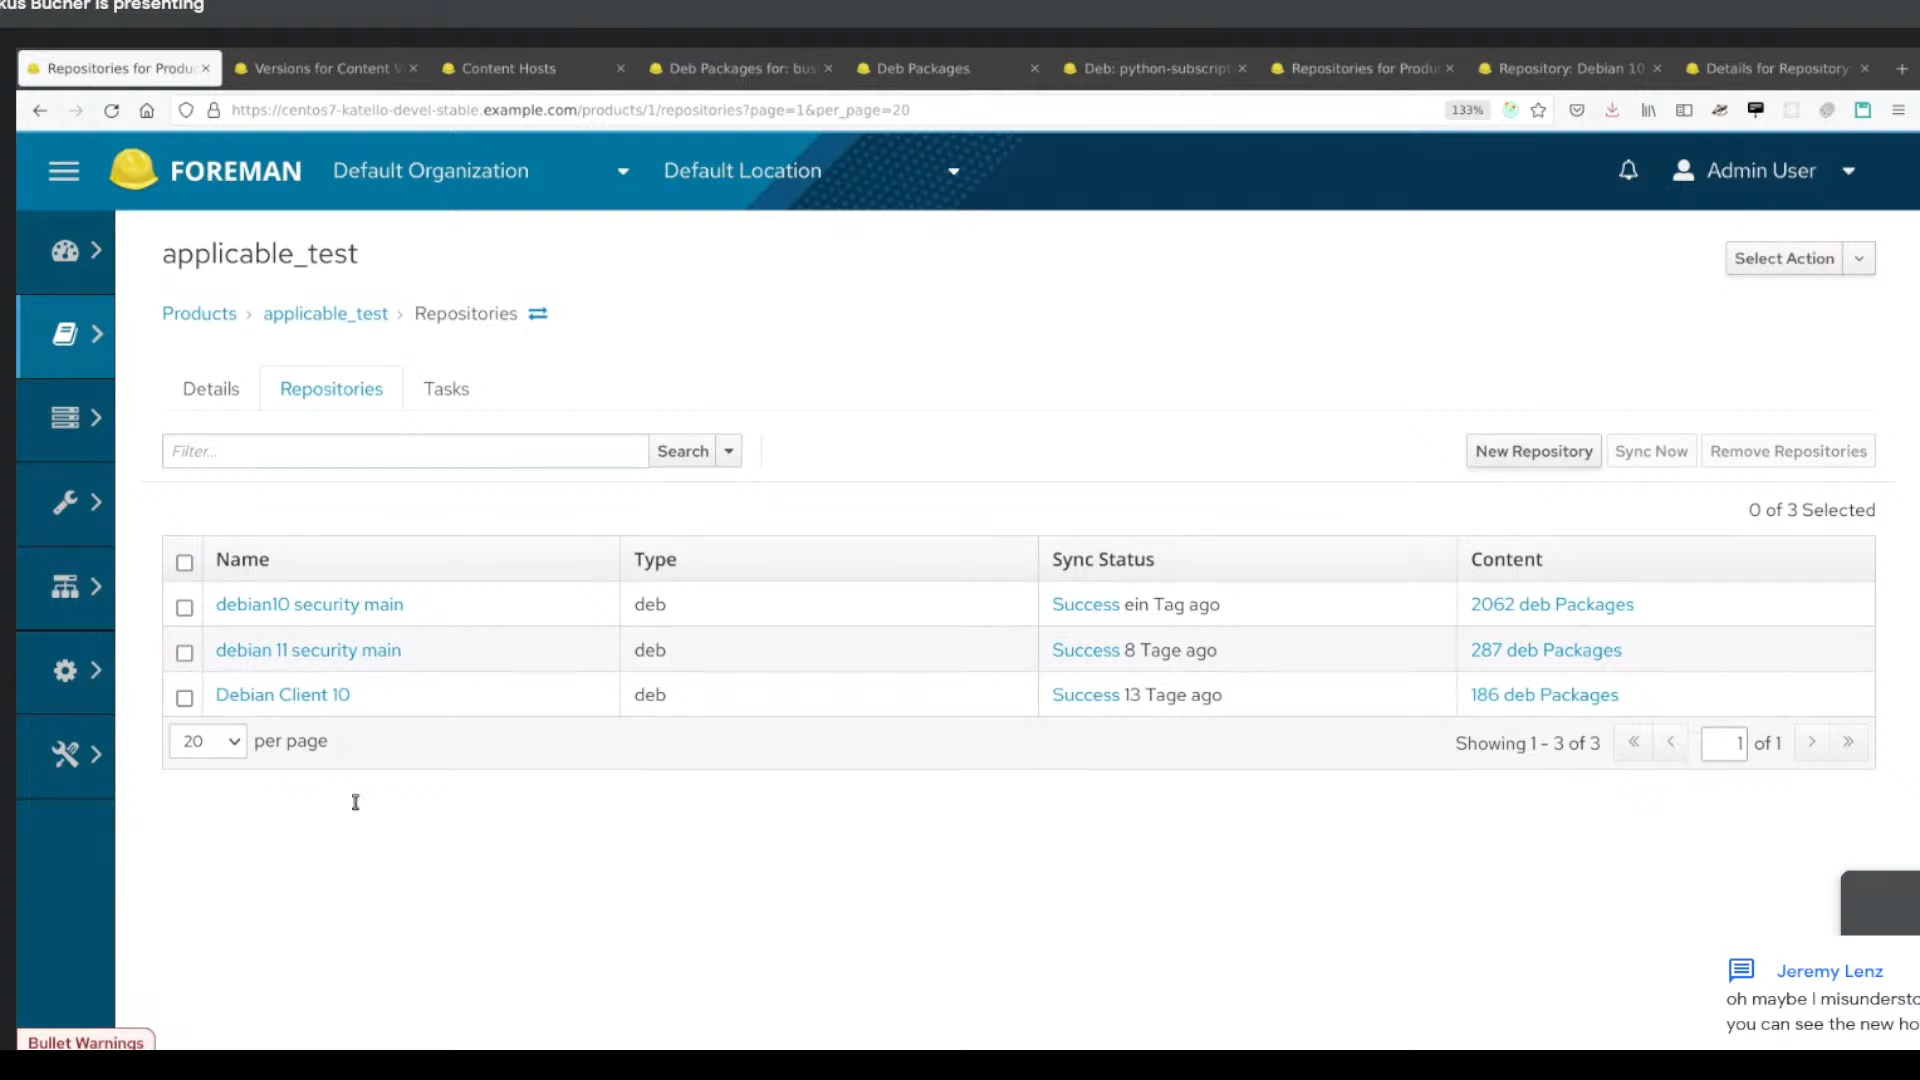 kus Bucher is presenting
Repositories for Produ
Versions for Content V
Content Hosts
Deb Packages for: bus
Deb Packages
Deb: python-subscript
Repositories for Produ
Repository: Debian 10
Details for Repository
https://centos7-katello-devel-stable.example.com/products/1/repositories?page=1&per_page=20
133%
FOREMAN
Default Organization
Default Location
Admin User
applicable_test
Select Action
Products › applicable_test › Repositories
Details
Repositories
Tasks
Filter...
Search
New Repository
Sync Now
Remove Repositories
0 of 3 Selected
Name Type Sync Status Content
debian10 security main deb Success ein Tag ago 2062 deb Packages
debian 11 security main deb Success 8 Tage ago 287 deb Packages
Debian Client 10 deb Success 13 Tage ago 186 deb Packages
20 per page
Showing 1 - 3 of 3 « ‹ 1 of 1 › »
Jeremy Lenz
oh maybe I misundersto
you can see the new ho
Bullet Warnings